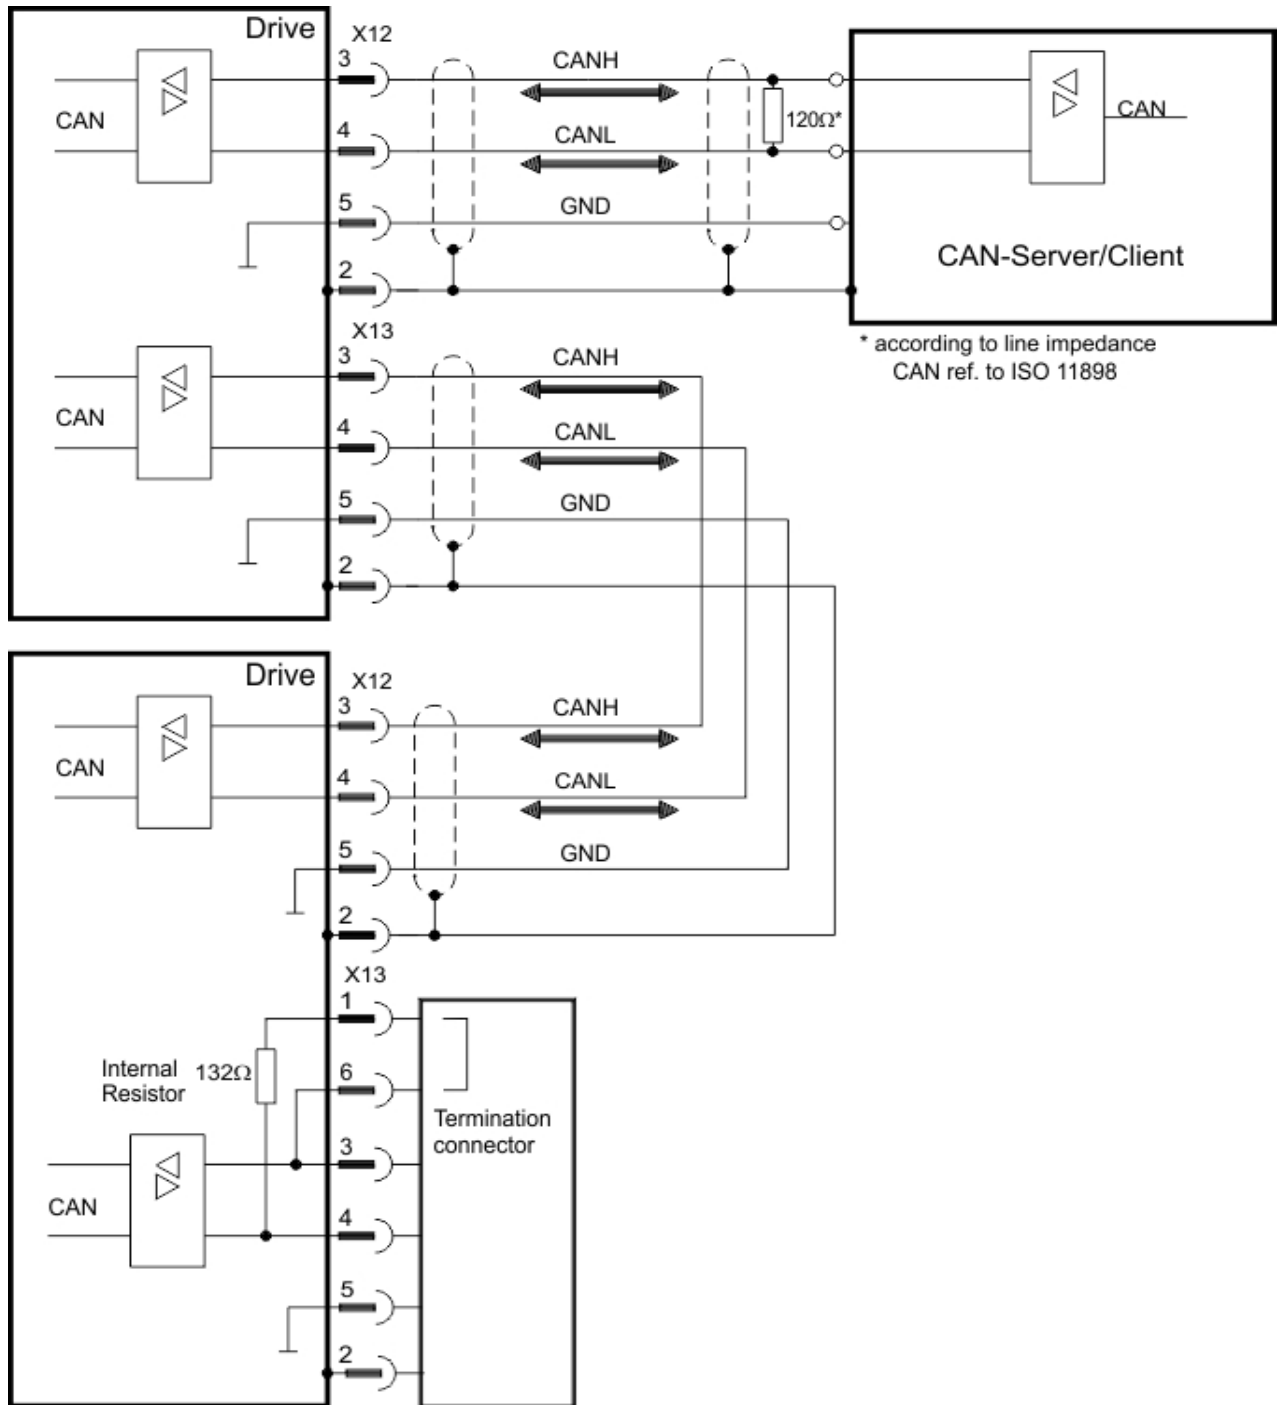 Drive
X12
3
CANH
CAN
120Ω*
CAN
4
CANL
5
GND
CAN-Server/Client
2
X13
* according to line impedance
CAN ref. to ISO 11898
3
CANH
CAN
4
CANL
5
GND
2
Drive
X12
3
CANH
CAN
4
CANL
5
GND
2
X13
1
Internal
Resistor
132Ω
6
Termination
connector
3
CAN
4
5
2